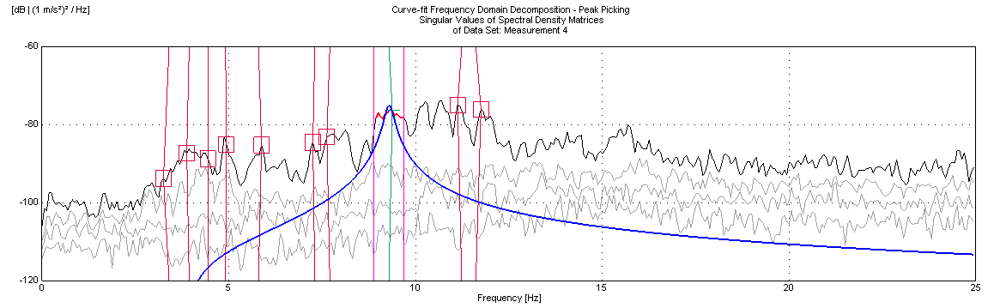 [dB | (1 m/s²)² / Hz]
Curve-fit Frequency Domain Decomposition - Peak Picking
Singular Values of Spectral Density Matrices
of Data Set: Measurement 4
-60
-80
-100
-120
0
5
10
15
20
25
Frequency [Hz]